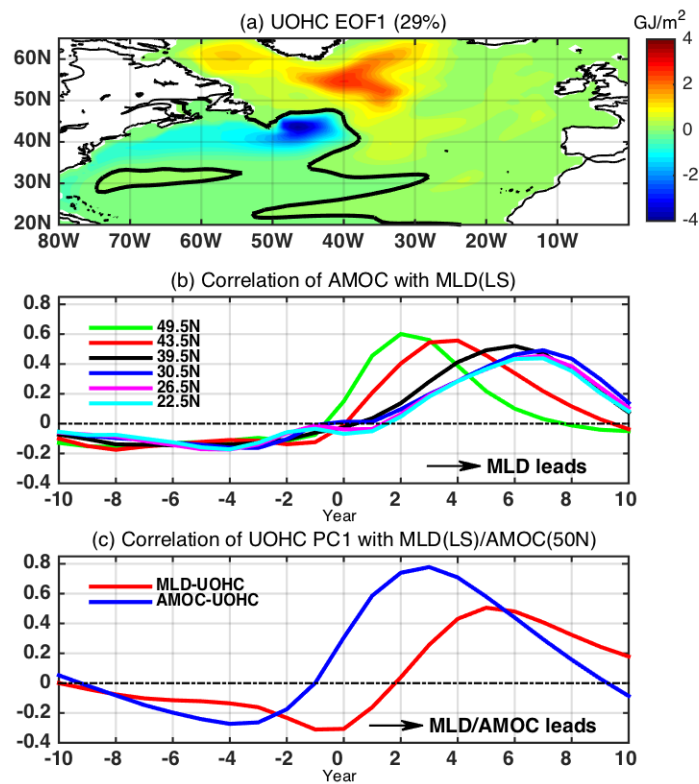 (a) UOHC EOF1 (29%)
GJ/m²
60N
50N
40N
30N
20N
80W 70W 60W 50W 40W 30W 20W 10W
4
2
0
-2
-4
(b) Correlation of AMOC with MLD(LS)
0.8
0.6
0.4
0.2
0
-0.2
-0.4
49.5N
43.5N
39.5N
30.5N
26.5N
22.5N
MLD leads
-10 -8 -6 -4 -2 0 2 4 6 8 10
Year
(c) Correlation of UOHC PC1 with MLD(LS)/AMOC(50N)
0.8
0.6
0.4
0.2
0
-0.2
-0.4
MLD-UOHC
AMOC-UOHC
MLD/AMOC leads
-10 -8 -6 -4 -2 0 2 4 6 8 10
Year